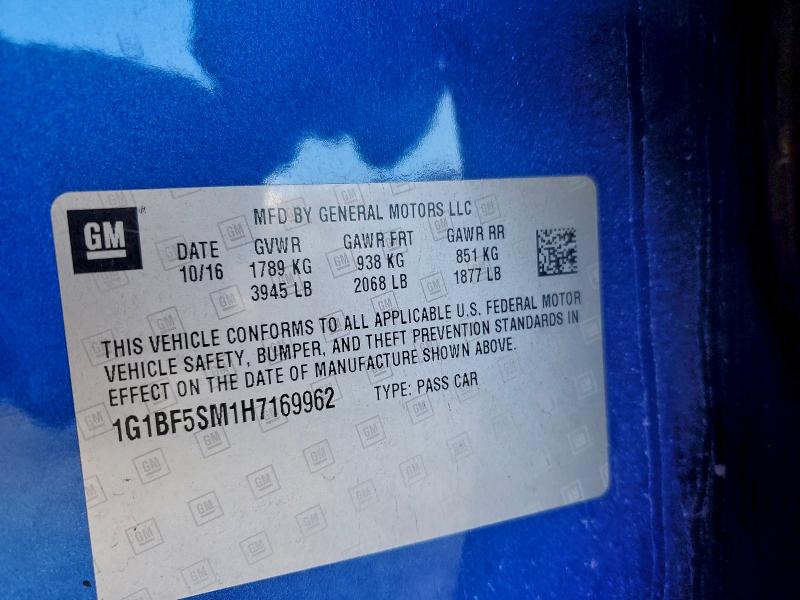 GM
MFD BY GENERAL MOTORS LLC
DATE GVWR GAWR FRT GAWR RR
10/16 1789 KG 938 KG 851 KG
3945 LB 2068 LB 1877 LB
THIS VEHICLE CONFORMS TO ALL APPLICABLE U.S. FEDERAL MOTOR
VEHICLE SAFETY, BUMPER, AND THEFT PREVENTION STANDARDS IN
EFFECT ON THE DATE OF MANUFACTURE SHOWN ABOVE.
1G1BF5SM1H7169962 TYPE: PASS CAR